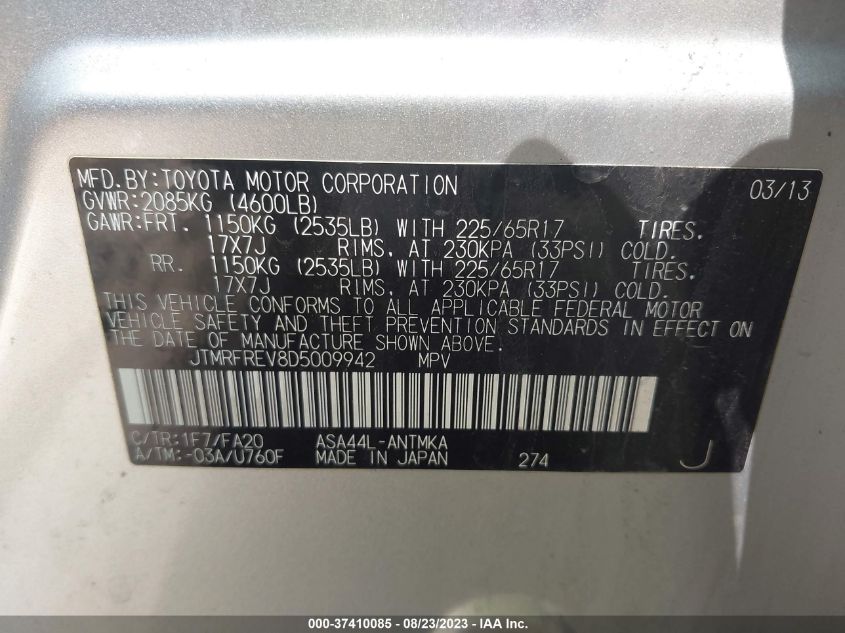 MFD.BY:TOYOTA MOTOR CORPORATION 03/13
GVWR:2085KG (4600LB)
GAWR:FRT. 1150KG (2535LB) WITH 225/65R17 TIRES.
17X7J RIMS. AT 230KPA (33PSI) COLD.
RR. 1150KG (2535LB) WITH 225/65R17 TIRES.
17X7J RIMS. AT 230KPA (33PSI) COLD.
THIS VEHICLE CONFORMS TO ALL APPLICABLE FEDERAL MOTOR
VEHICLE SAFETY AND THEFT PREVENTION STANDARDS IN EFFECT ON
THE DATE OF MANUFACTURE SHOWN ABOVE.
JTMRFREV8D5009942 MPV
C/TR:1F7/FA20 ASA44L-ANTMKA
A/TM:-03A/U760F MADE IN JAPAN 274 J
000-37410085 - 08/23/2023 - IAA Inc.